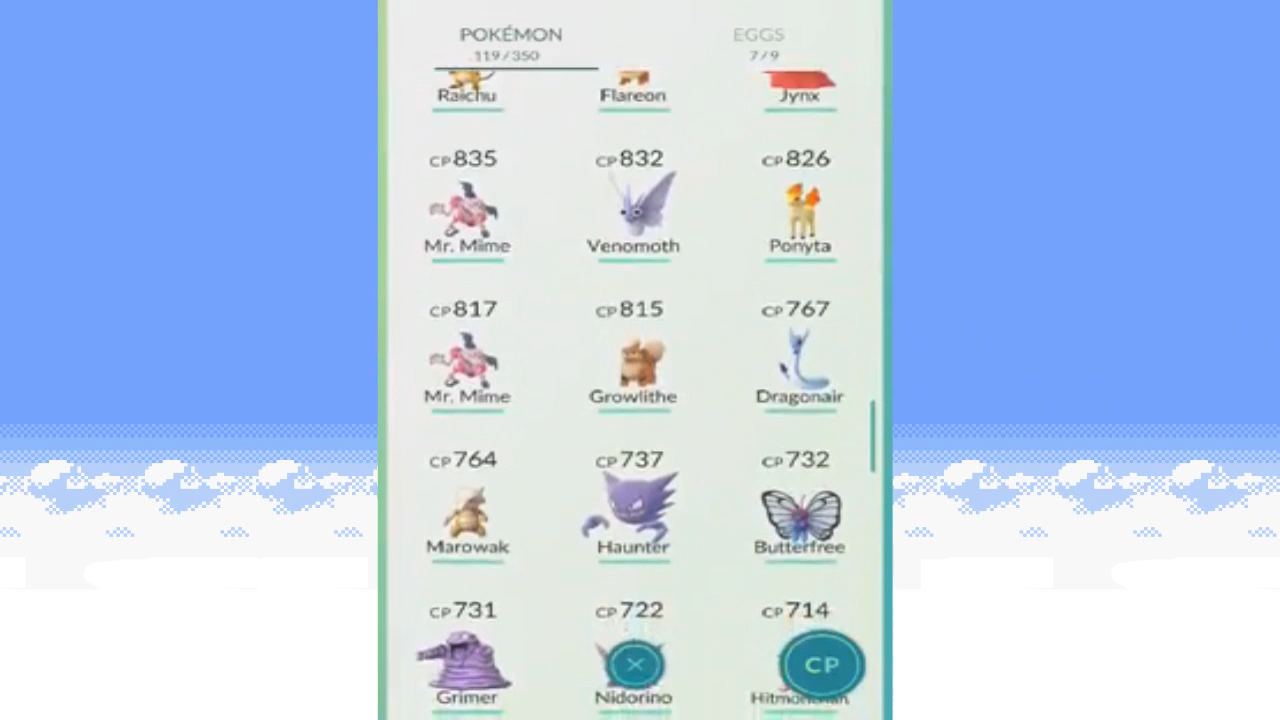 POKÉMON EGGS
119/350 7/9
Raichu Flareon Jynx
CP835 CP832 CP826
Mr. Mime Venomoth Ponyta
CP817 CP815 CP767
Mr. Mime Growlithe Dragonair
CP764 CP737 CP732
Marowak Haunter Butterfree
CP731 CP722 CP714
CP
Grimer Nidorino Hitmonchan